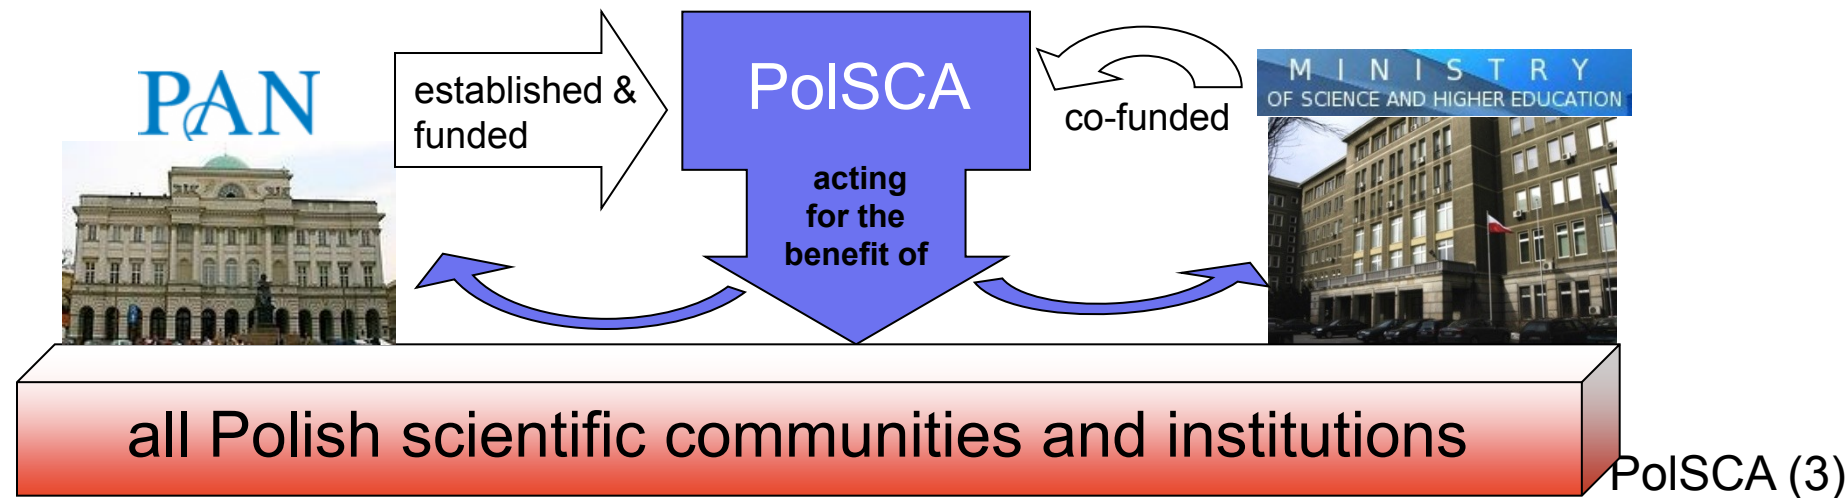 PAN
established &
funded
PolSCA
acting
for the
benefit of
co-funded
MINISTRY
OF SCIENCE AND HIGHER EDUCATION
all Polish scientific communities and institutions
PolSCA (3)